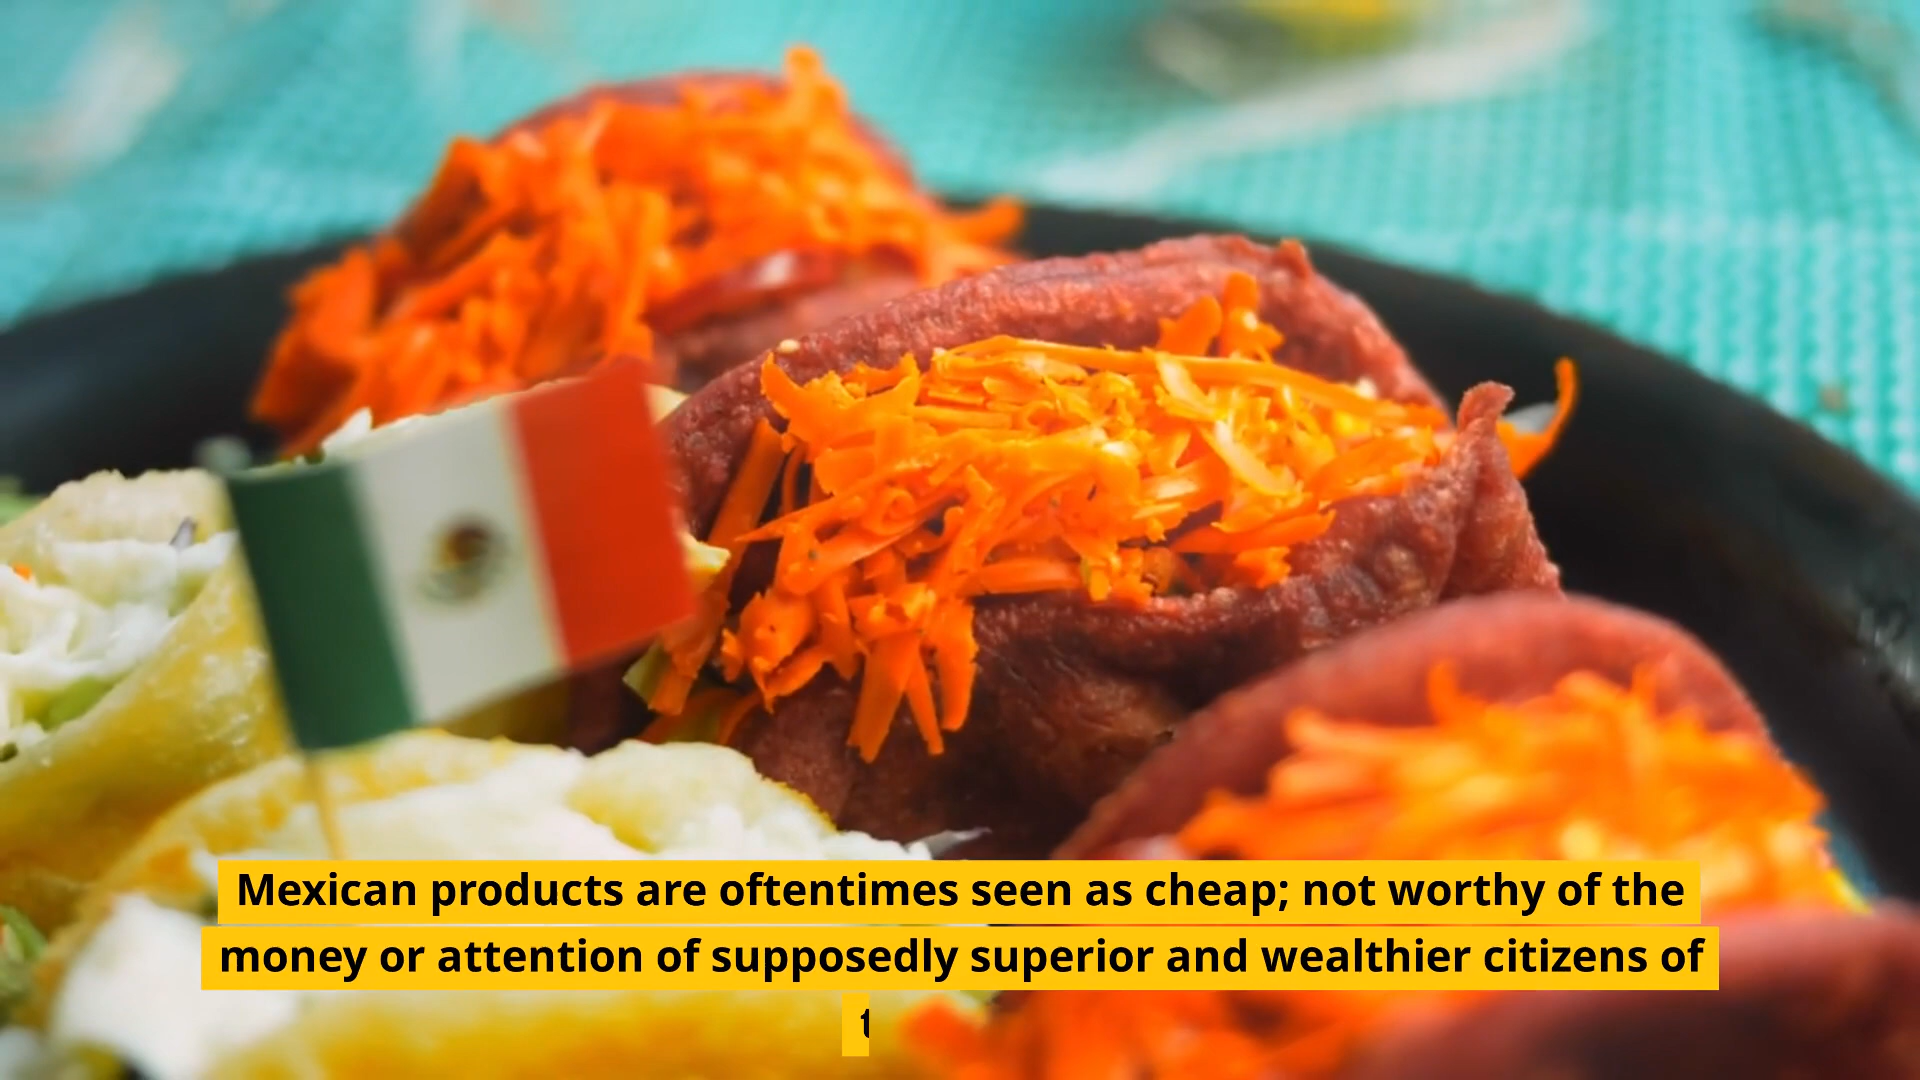 Mexican products are oftentimes seen as cheap; not worthy of the
money or attention of supposedly superior and wealthier citizens of
t